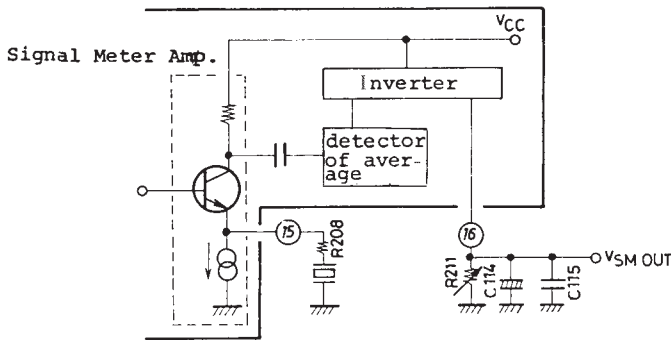 Signal Meter Amp.
VCC
Inverter
detector
of aver-
age
15
R208
16
R211
C114
C115
VSM OUT